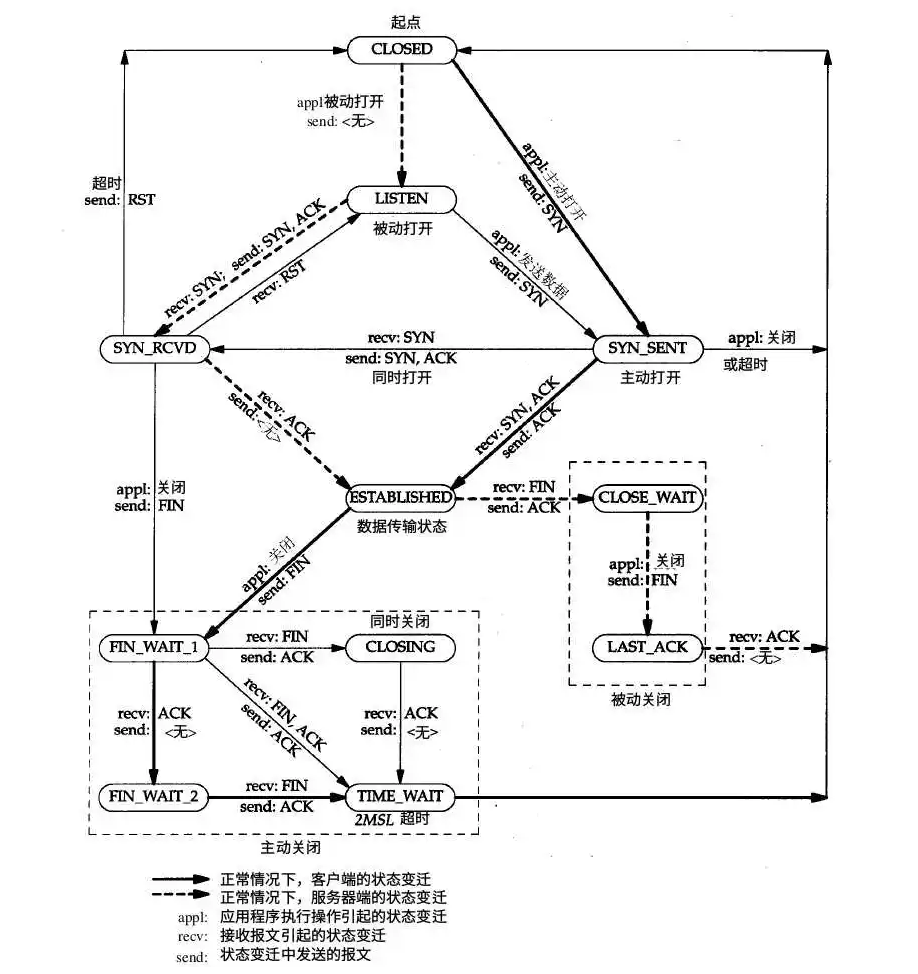 起点
CLOSED
appl被动打开
send: <无>
appl:主动打开
send: SYN
超时
send: RST
LISTEN
被动打开
recv: SYN; send: SYN, ACK
recv: RST
appl:发送数据
send: SYN
SYN_RCVD
recv: SYN
send: SYN, ACK
同时打开
SYN_SENT
主动打开
appl: 关闭
或超时
recv: ACK
send:<无>
recv: SYN, ACK
send: ACK
appl: 关闭
send: FIN
ESTABLISHED
数据传输状态
recv: FIN
send: ACK
CLOSE_WAIT
appl: 关闭
send: FIN
appl: 关闭
send: FIN
同时关闭
FIN_WAIT_1
recv: FIN
send: ACK
CLOSING
LAST_ACK
recv: ACK
send: <无>
被动关闭
recv: ACK
send: <无>
recv: FIN, ACK
send: ACK
recv: ACK
send: <无>
FIN_WAIT_2
recv: FIN
send: ACK
TIME_WAIT
2MSL 超时
主动关闭
正常情况下，客户端的状态变迁
正常情况下，服务器端的状态变迁
appl: 应用程序执行操作引起的状态变迁
recv: 接收报文引起的状态变迁
send: 状态变迁中发送的报文